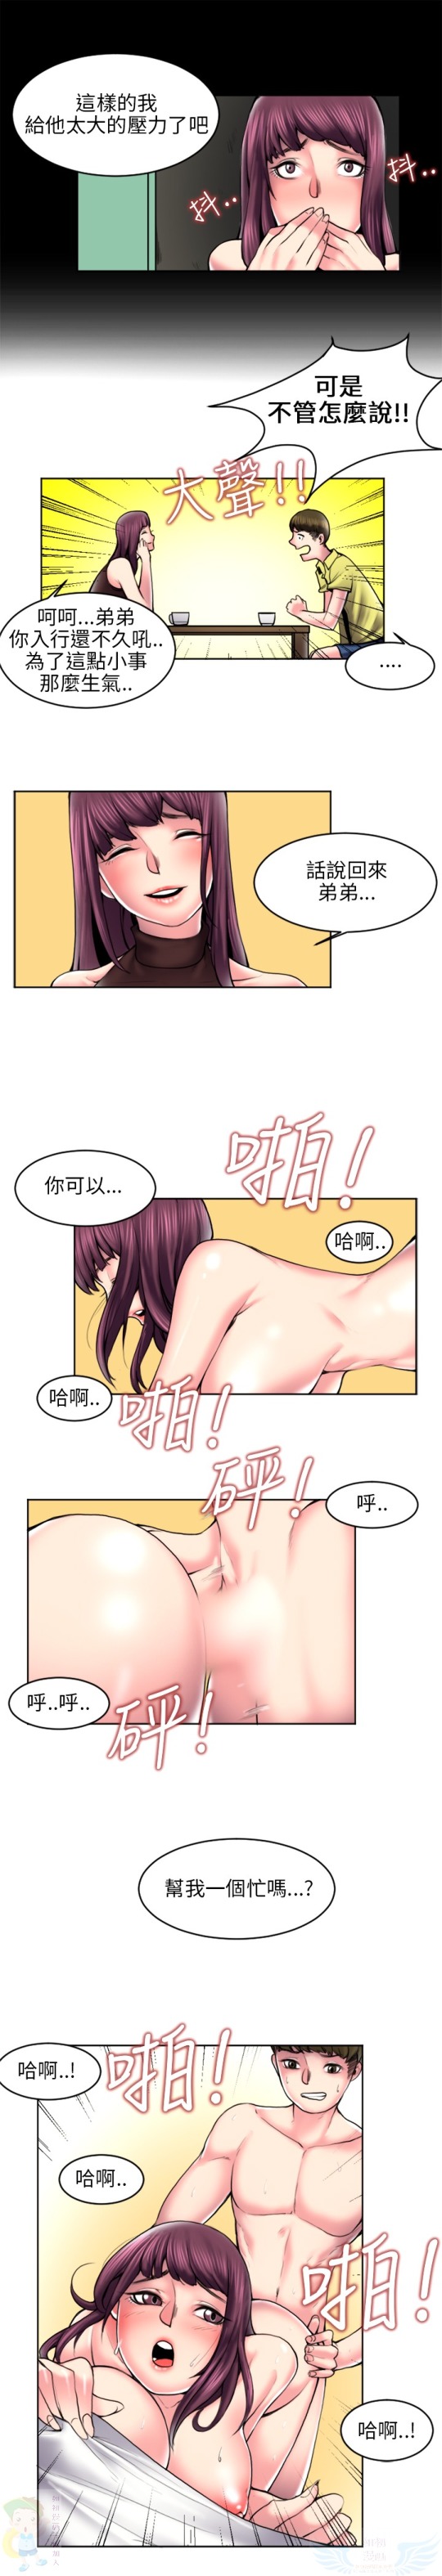 這樣的我
給他太大的壓力了吧
抖..
抖..
可是
不管怎麼說!!
大聲!!
呵呵...弟弟
你入行還不久吼..
為了這點小事
那麼生氣..
....
話說回來
弟弟...
啪!
你可以...
哈啊..
哈啊..
啪!
砰!
呼..
呼..呼..
砰!
幫我一個忙嗎...?
哈啊..!
啪!
哈啊..
啪!
哈啊..!